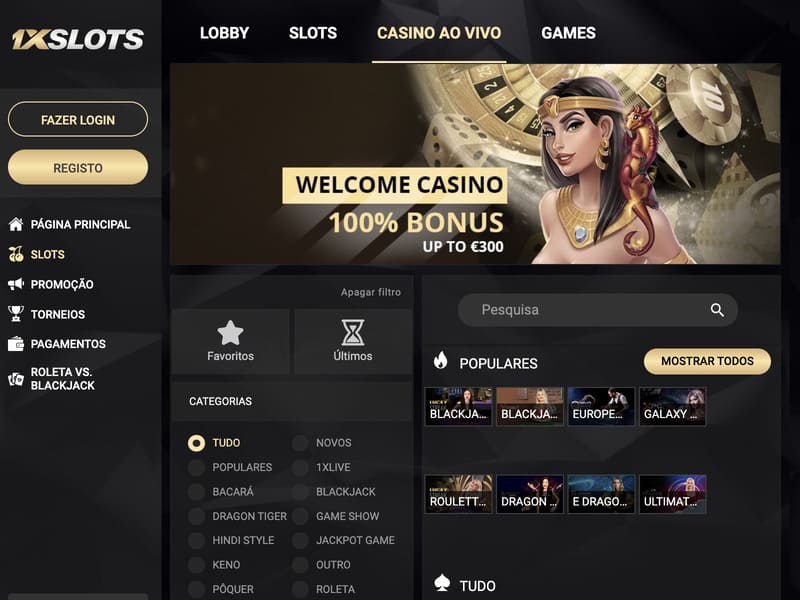 1XSLOTS
LOBBY
SLOTS
CASINO AO VIVO
GAMES
FAZER LOGIN
REGISTO
PÁGINA PRINCIPAL
SLOTS
PROMOÇÃO
TORNEIOS
PAGAMENTOS
ROLETA VS.
BLACKJACK
WELCOME CASINO
100% BONUS
UP TO €300
10
Apagar filtro
Favoritos
Últimos
CATEGORIAS
TUDO
NOVOS
POPULARES
1XLIVE
BACARÁ
BLACKJACK
DRAGON TIGER
GAME SHOW
HINDI STYLE
JACKPOT GAME
KENO
OUTRO
PÔQUER
ROLETA
Pesquisa
POPULARES
MOSTRAR TODOS
BLACKJA...
BLACKJA...
EUROPE...
GALAXY ...
ROULETT...
DRAGON ...
E DRAGO...
ULTIMAT...
TUDO